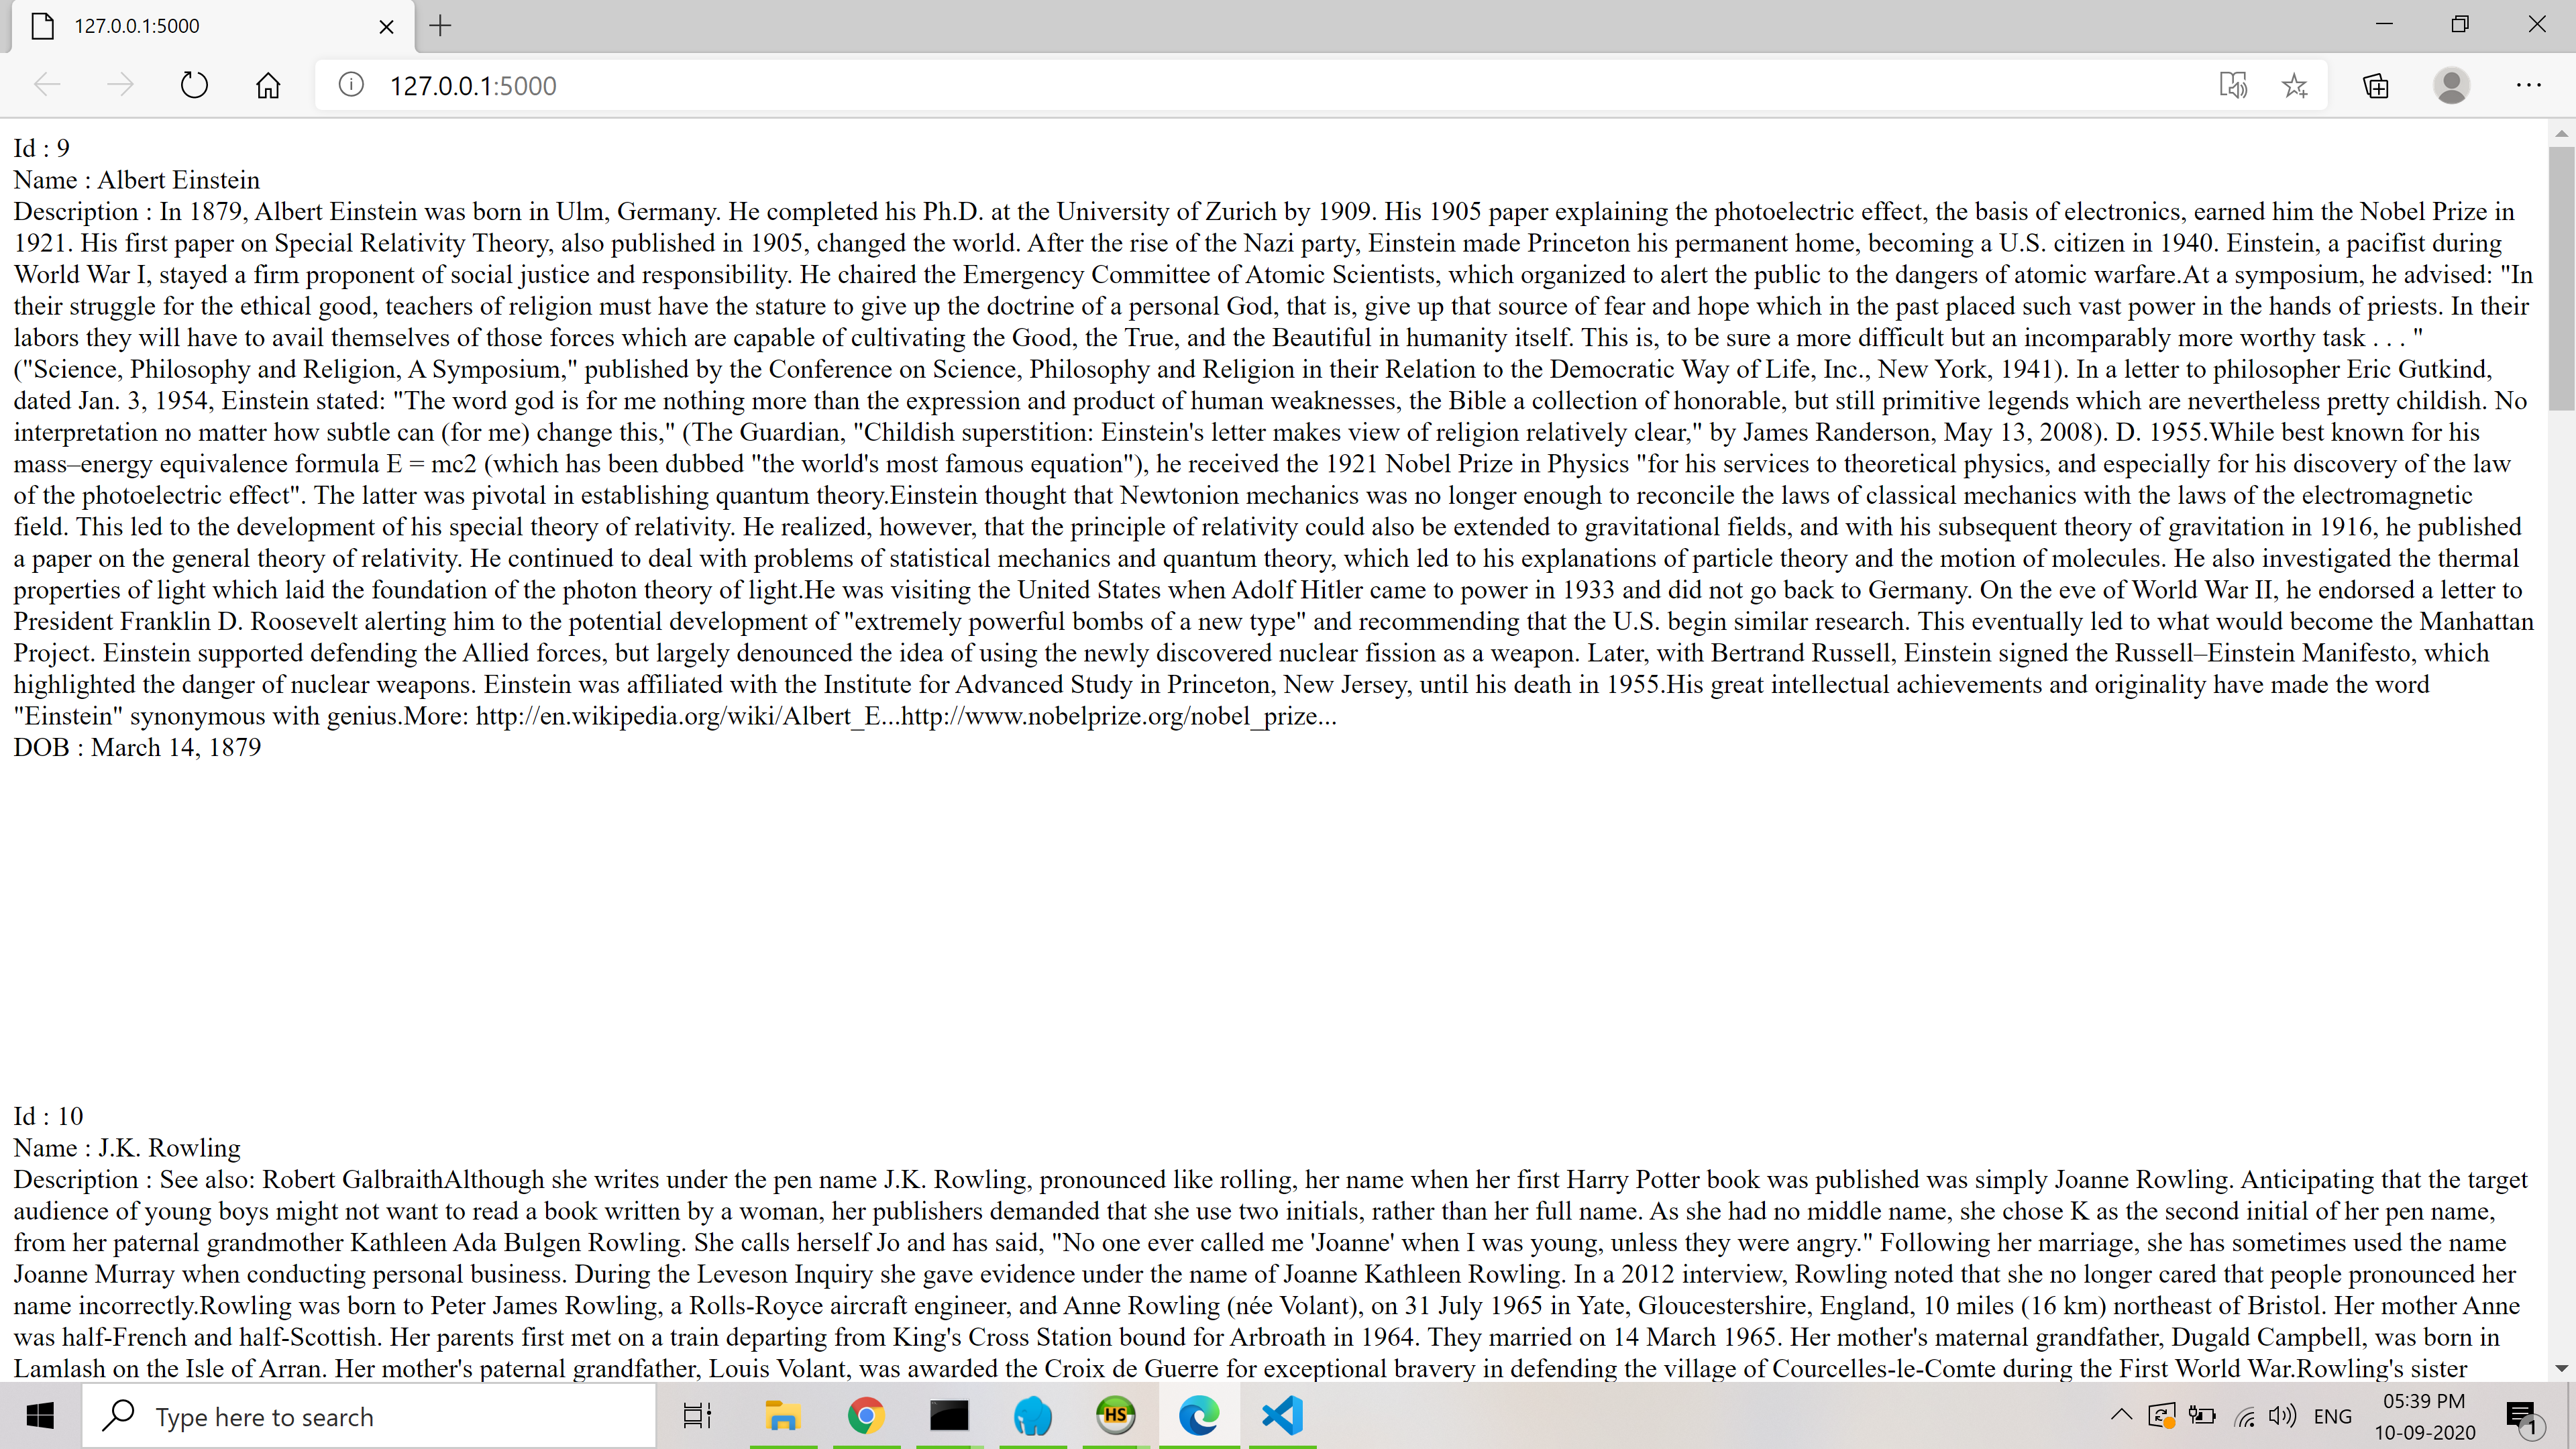 127.0.0.1:5000
127.0.0.1:5000
Id : 9
Name : Albert Einstein
Description : In 1879, Albert Einstein was born in Ulm, Germany. He completed his Ph.D. at the University of Zurich by 1909. His 1905 paper explaining the photoelectric effect, the basis of electronics, earned him the Nobel Prize in
1921. His first paper on Special Relativity Theory, also published in 1905, changed the world. After the rise of the Nazi party, Einstein made Princeton his permanent home, becoming a U.S. citizen in 1940. Einstein, a pacifist during
World War I, stayed a firm proponent of social justice and responsibility. He chaired the Emergency Committee of Atomic Scientists, which organized to alert the public to the dangers of atomic warfare.At a symposium, he advised: "In
their struggle for the ethical good, teachers of religion must have the stature to give up the doctrine of a personal God, that is, give up that source of fear and hope which in the past placed such vast power in the hands of priests. In their
labors they will have to avail themselves of those forces which are capable of cultivating the Good, the True, and the Beautiful in humanity itself. This is, to be sure a more difficult but an incomparably more worthy task . . . "
("Science, Philosophy and Religion, A Symposium," published by the Conference on Science, Philosophy and Religion in their Relation to the Democratic Way of Life, Inc., New York, 1941). In a letter to philosopher Eric Gutkind,
dated Jan. 3, 1954, Einstein stated: "The word god is for me nothing more than the expression and product of human weaknesses, the Bible a collection of honorable, but still primitive legends which are nevertheless pretty childish. No
interpretation no matter how subtle can (for me) change this," (The Guardian, "Childish superstition: Einstein's letter makes view of religion relatively clear," by James Randerson, May 13, 2008). D. 1955.While best known for his
mass–energy equivalence formula E = mc2 (which has been dubbed "the world's most famous equation"), he received the 1921 Nobel Prize in Physics "for his services to theoretical physics, and especially for his discovery of the law
of the photoelectric effect". The latter was pivotal in establishing quantum theory.Einstein thought that Newtonion mechanics was no longer enough to reconcile the laws of classical mechanics with the laws of the electromagnetic
field. This led to the development of his special theory of relativity. He realized, however, that the principle of relativity could also be extended to gravitational fields, and with his subsequent theory of gravitation in 1916, he published
a paper on the general theory of relativity. He continued to deal with problems of statistical mechanics and quantum theory, which led to his explanations of particle theory and the motion of molecules. He also investigated the thermal
properties of light which laid the foundation of the photon theory of light.He was visiting the United States when Adolf Hitler came to power in 1933 and did not go back to Germany. On the eve of World War II, he endorsed a letter to
President Franklin D. Roosevelt alerting him to the potential development of "extremely powerful bombs of a new type" and recommending that the U.S. begin similar research. This eventually led to what would become the Manhattan
Project. Einstein supported defending the Allied forces, but largely denounced the idea of using the newly discovered nuclear fission as a weapon. Later, with Bertrand Russell, Einstein signed the Russell–Einstein Manifesto, which
highlighted the danger of nuclear weapons. Einstein was affiliated with the Institute for Advanced Study in Princeton, New Jersey, until his death in 1955.His great intellectual achievements and originality have made the word
"Einstein" synonymous with genius.More: http://en.wikipedia.org/wiki/Albert_E...http://www.nobelprize.org/nobel_prize...
DOB : March 14, 1879
Id : 10
Name : J.K. Rowling
Description : See also: Robert GalbraithAlthough she writes under the pen name J.K. Rowling, pronounced like rolling, her name when her first Harry Potter book was published was simply Joanne Rowling. Anticipating that the target
audience of young boys might not want to read a book written by a woman, her publishers demanded that she use two initials, rather than her full name. As she had no middle name, she chose K as the second initial of her pen name,
from her paternal grandmother Kathleen Ada Bulgen Rowling. She calls herself Jo and has said, "No one ever called me 'Joanne' when I was young, unless they were angry." Following her marriage, she has sometimes used the name
Joanne Murray when conducting personal business. During the Leveson Inquiry she gave evidence under the name of Joanne Kathleen Rowling. In a 2012 interview, Rowling noted that she no longer cared that people pronounced her
name incorrectly.Rowling was born to Peter James Rowling, a Rolls-Royce aircraft engineer, and Anne Rowling (née Volant), on 31 July 1965 in Yate, Gloucestershire, England, 10 miles (16 km) northeast of Bristol. Her mother Anne
was half-French and half-Scottish. Her parents first met on a train departing from King's Cross Station bound for Arbroath in 1964. They married on 14 March 1965. Her mother's maternal grandfather, Dugald Campbell, was born in
Lamlash on the Isle of Arran. Her mother's paternal grandfather, Louis Volant, was awarded the Croix de Guerre for exceptional bravery in defending the village of Courcelles-le-Comte during the First World War.Rowling's sister
Type here to search
HS
ENG
05:39 PM
10-09-2020
1